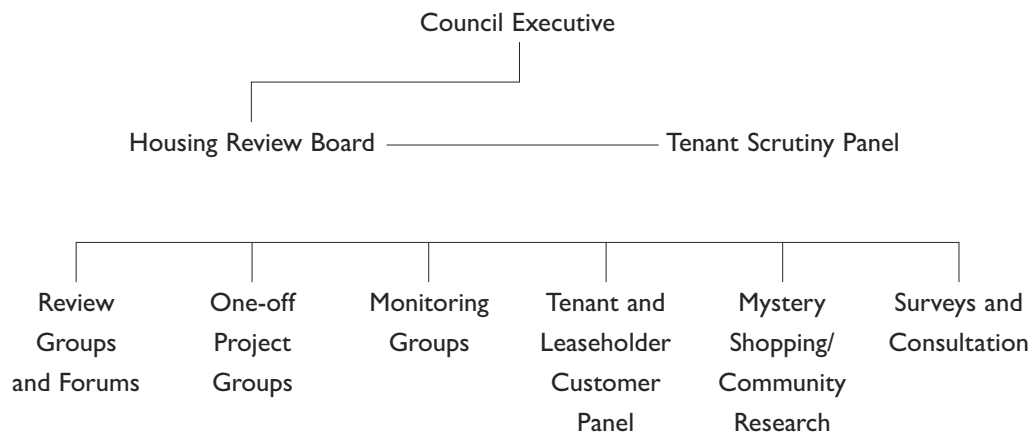 Council Executive
Housing Review Board
Tenant Scrutiny Panel
Review
Groups
and Forums
One-off
Project
Groups
Monitoring
Groups
Tenant and
Leaseholder
Customer
Panel
Mystery
Shopping/
Community
Research
Surveys and
Consultation